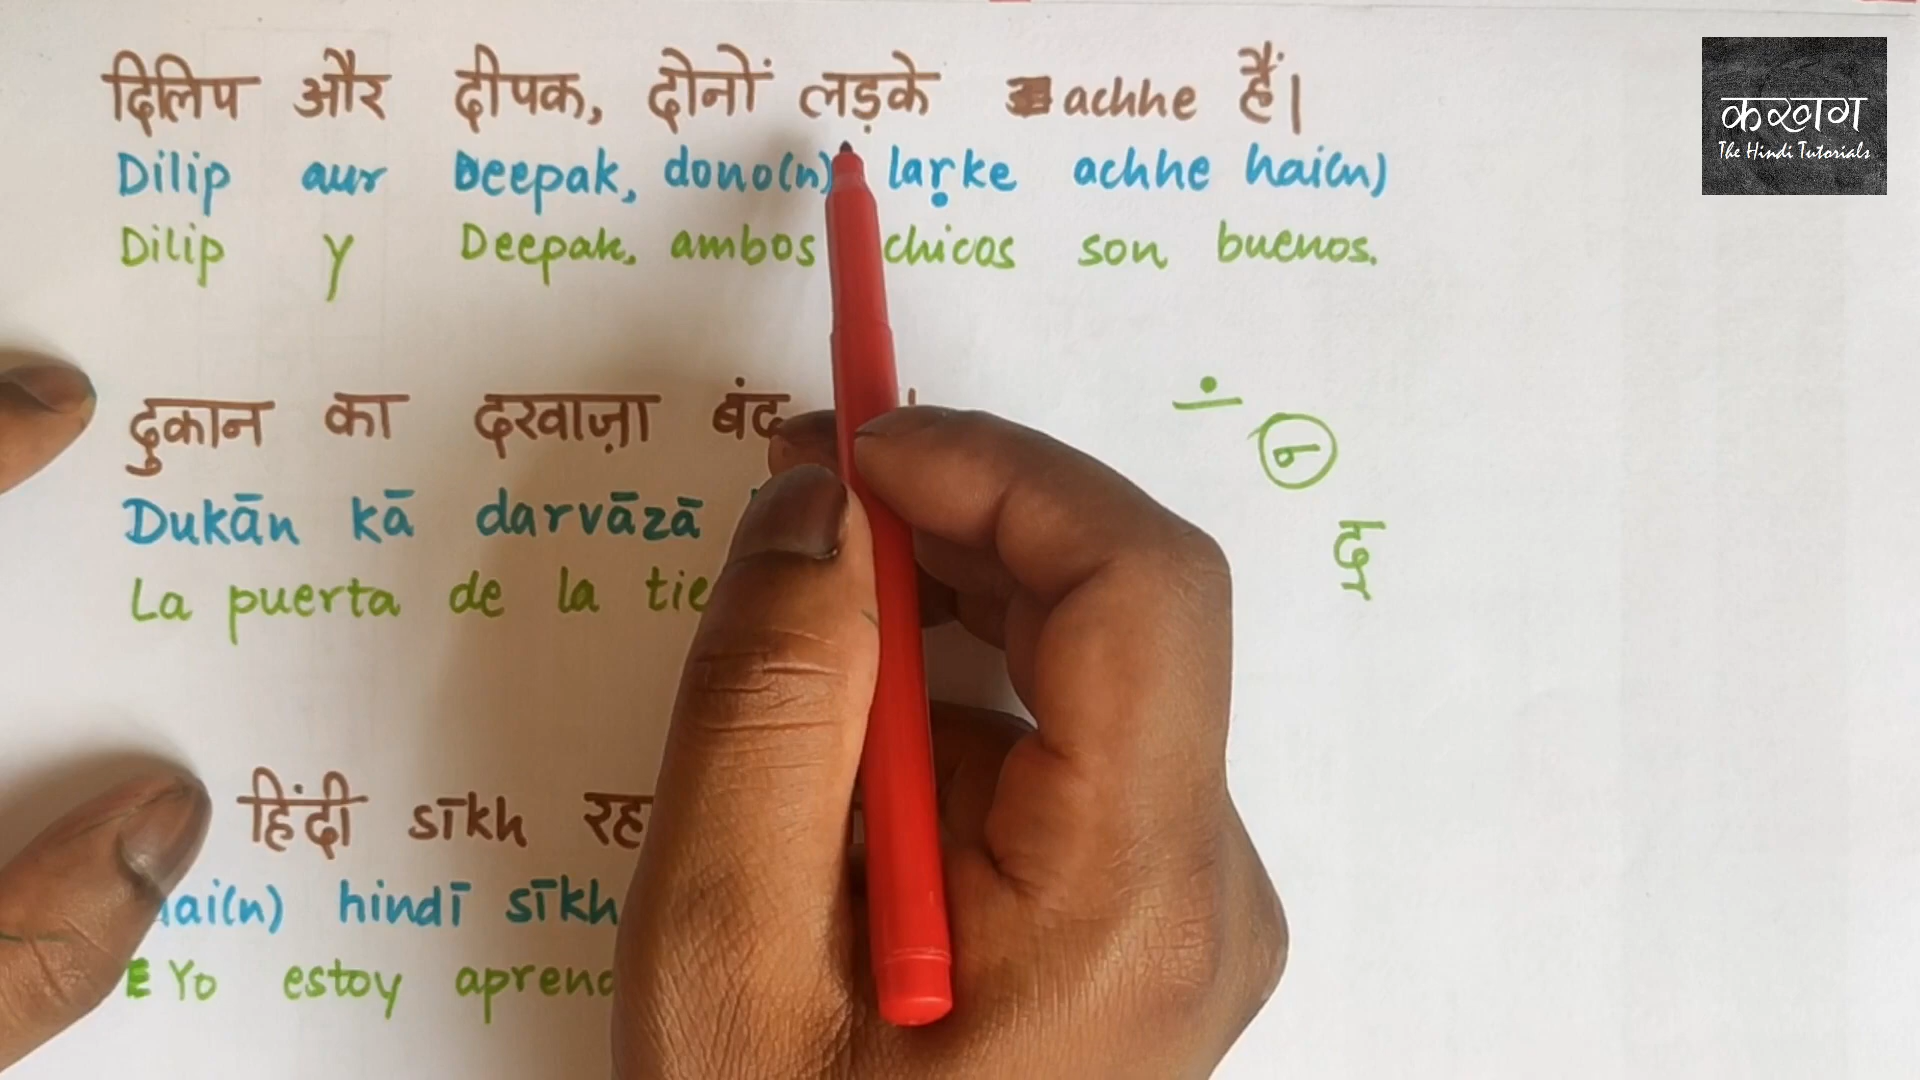 दिलिप और दीपक, दोनों लड़के achhe हैं।
Dilip aur Deepak, dono(n) laṛke achhe hai(n)
Dilip y Deepak, ambos chicos son buenos.
दुकान का दरवाज़ा बंद
Dukān kā darvāzā
La puerta de la
हिंदी sīkh
hindī sīkh
Yo estoy
दृ
कखग
The Hindi Tutorials